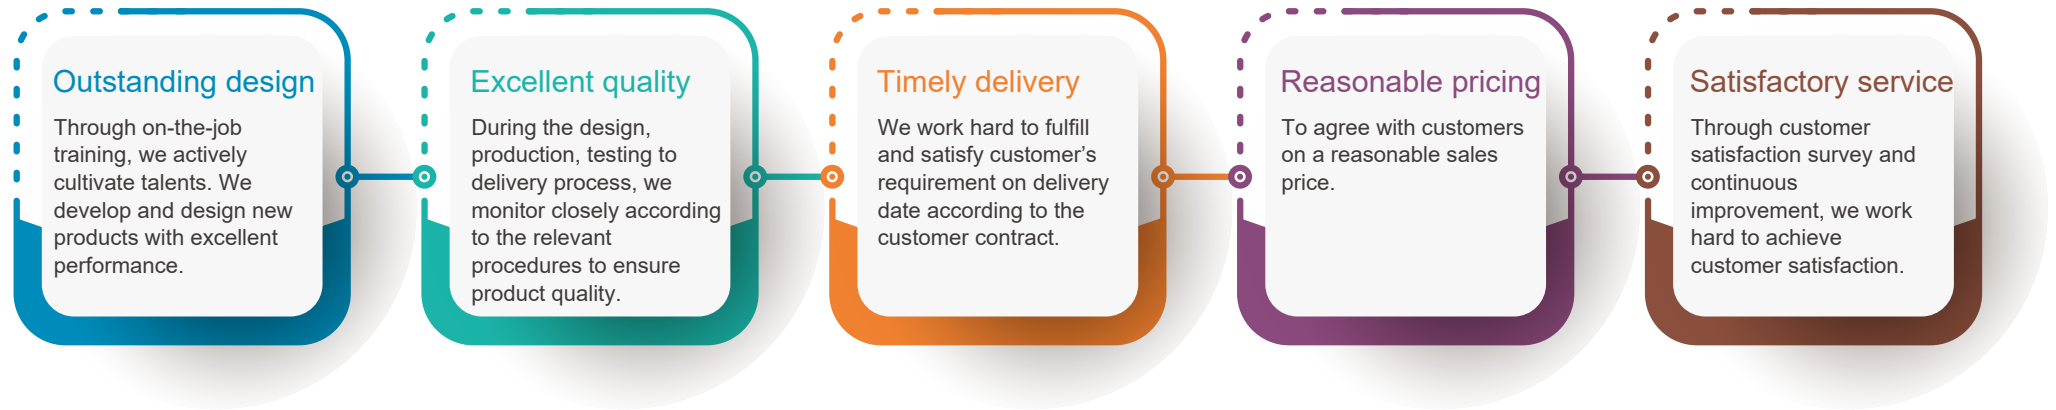 Outstanding design
Through on-the-job
training, we actively
cultivate talents. We
develop and design new
products with excellent
performance.
Excellent quality
During the design,
production, testing to
delivery process, we
monitor closely according
to the relevant
procedures to ensure
product quality.
Timely delivery
We work hard to fulfill
and satisfy customer’s
requirement on delivery
date according to the
customer contract.
Reasonable pricing
To agree with customers
on a reasonable sales
price.
Satisfactory service
Through customer
satisfaction survey and
continuous
improvement, we work
hard to achieve
customer satisfaction.